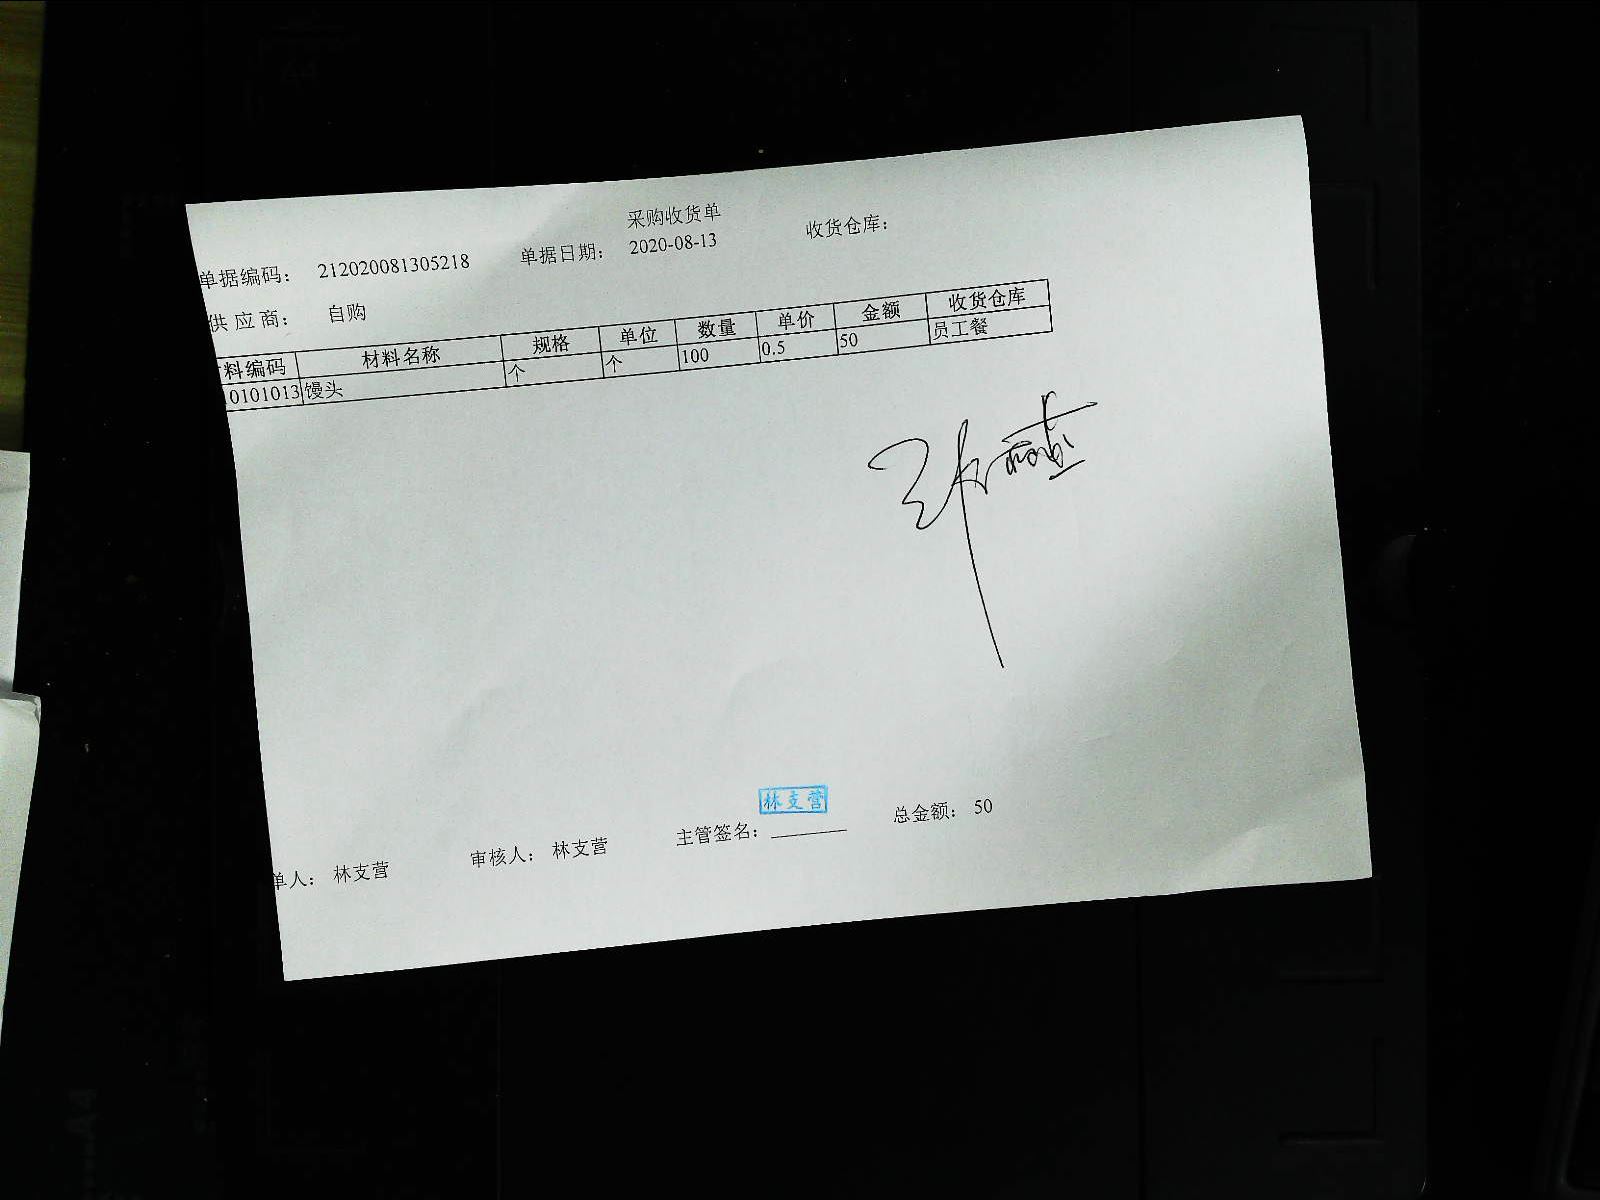 采购收货单
单据编码： 212020081305218 单据日期： 2020-08-13 收货仓库：
供应商： 自购
料编码 材料名称 规格 单位 数量 单价 金额 收货仓库
0101013 馒头 个 个 100 0.5 50 员工餐
林支营
单人： 林支营 审核人： 林支营 主管签名： 总金额： 50